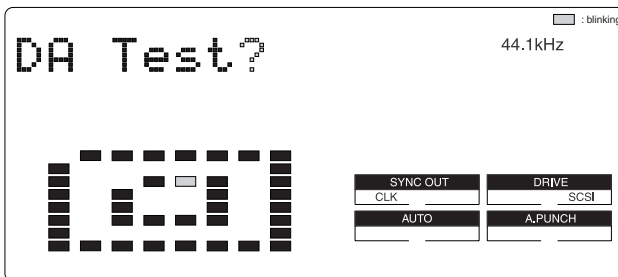 : blinking
DA Test?
44.1kHz
SYNC OUT
DRIVE
CLK
SCSI
AUTO
A.PUNCH